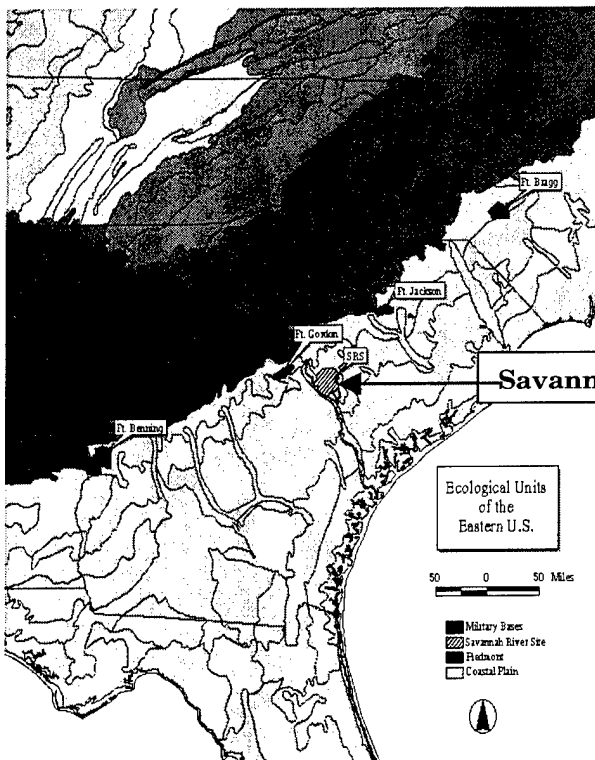 Ft. Bragg
Ft. Jackson
Ft. Gordon
SRS
Savann
Ft. Benning
Ecological Units
of the
Eastern U.S.
50 0 50 Miles
Military Bases
Savannah River Site
Piedmont
Coastal Plain